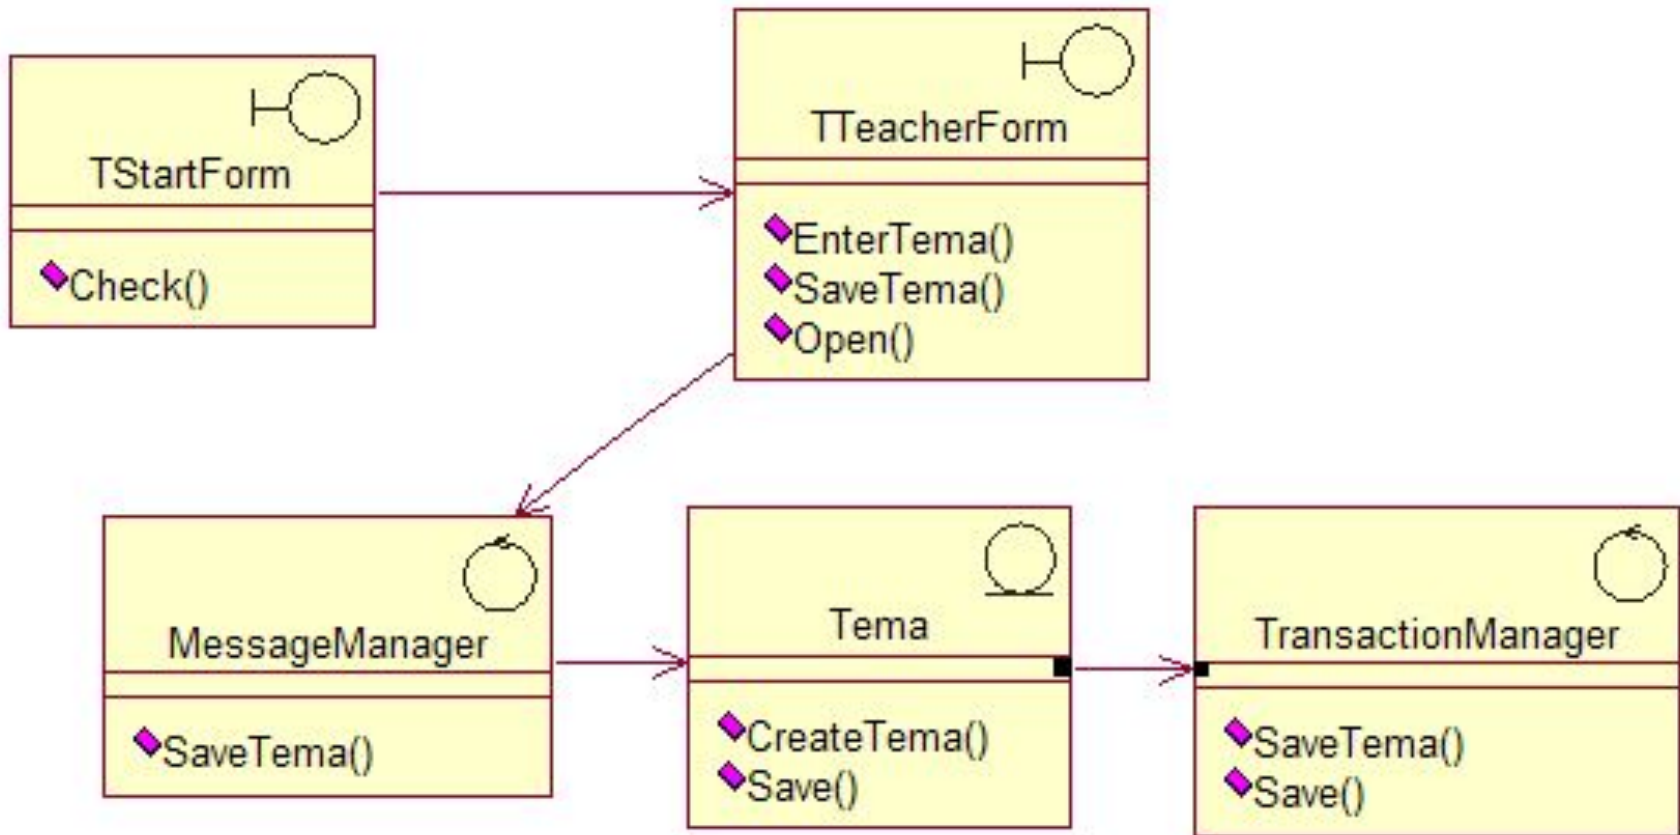 TStartForm
Check()
TTeacherForm
EnterTema()
SaveTema()
Open()
MessageManager
SaveTema()
Tema
CreateTema()
Save()
TransactionManager
SaveTema()
Save()